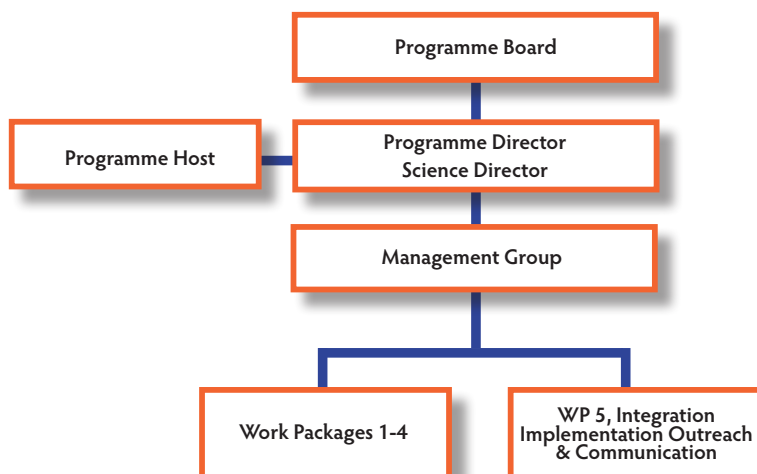 Programme Board
Programme Host
Programme Director
Science Director
Management Group
Work Packages 1-4
WP 5, Integration
Implementation Outreach
& Communication